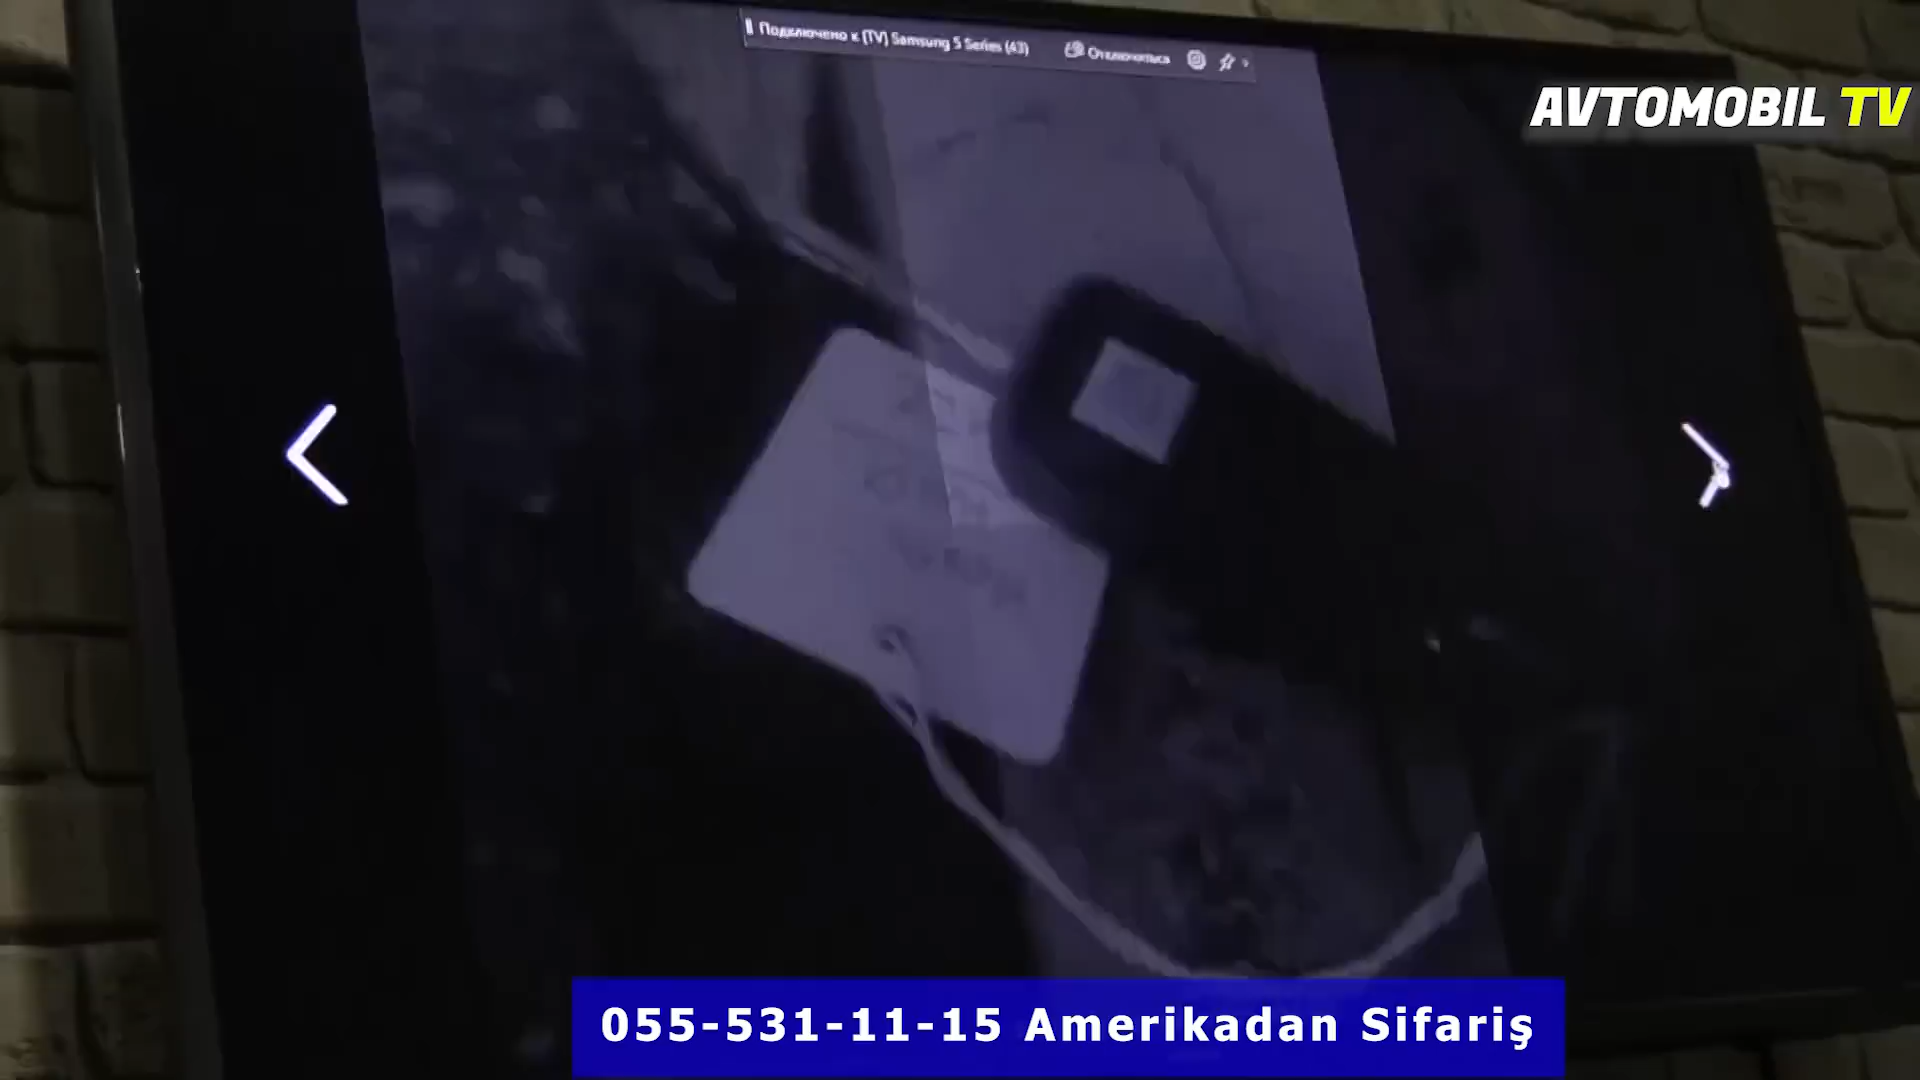 Подключено к [TV] Samsung 5 Series (43) Отключиться
AVTOMOBIL TV
055-531-11-15 Amerikadan Sifariş